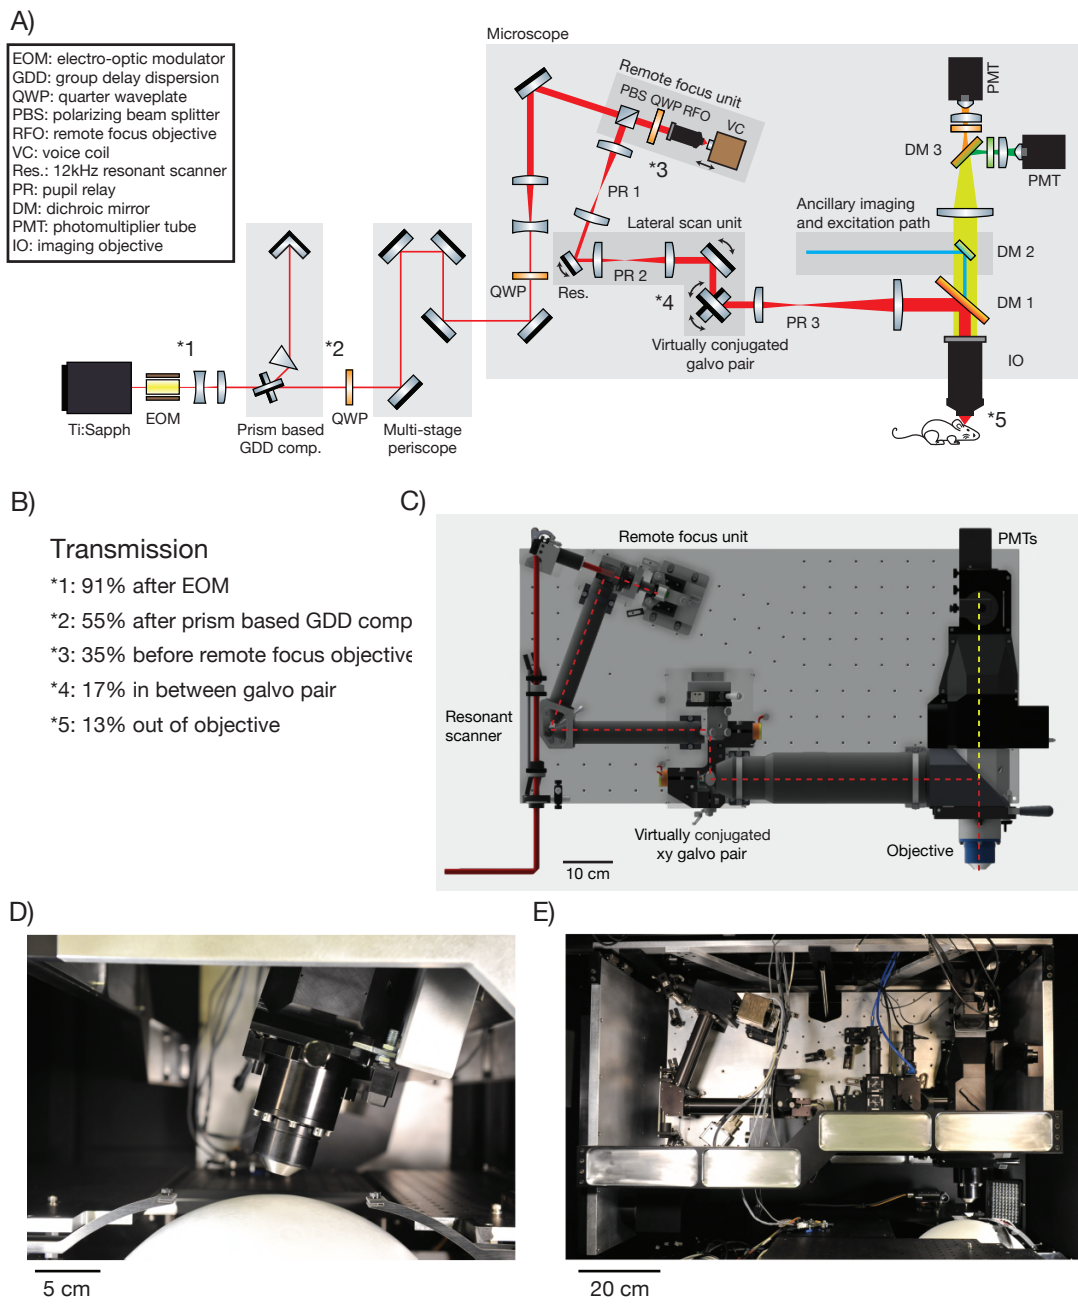 A)
EOM: electro-optic modulator
GDD: group delay dispersion
QWP: quarter waveplate
PBS: polarizing beam splitter
RFO: remote focus objective
VC: voice coil
Res.: 12kHz resonant scanner
PR: pupil relay
DM: dichroic mirror
PMT: photomultiplier tube
IO: imaging objective
Microscope
Remote focus unit
PBS
QWP
RFO
VC
*3
PR 1
PMT
DM 3
PMT
Lateral scan unit
Ancillary imaging
and excitation path
DM 2
QWP
Res.
PR 2
*4
PR 3
DM 1
Virtually conjugated
galvo pair
IO
*5
*1
*2
Ti:Sapph
EOM
Prism based
GDD comp.
QWP
Multi-stage
periscope
B)
Transmission
*1: 91% after EOM
*2: 55% after prism based GDD comp
*3: 35% before remote focus objective
*4: 17% in between galvo pair
*5: 13% out of objective
C)
Remote focus unit
PMTs
Resonant
scanner
Virtually conjugated
xy galvo pair
Objective
10 cm
D)
5 cm
E)
20 cm